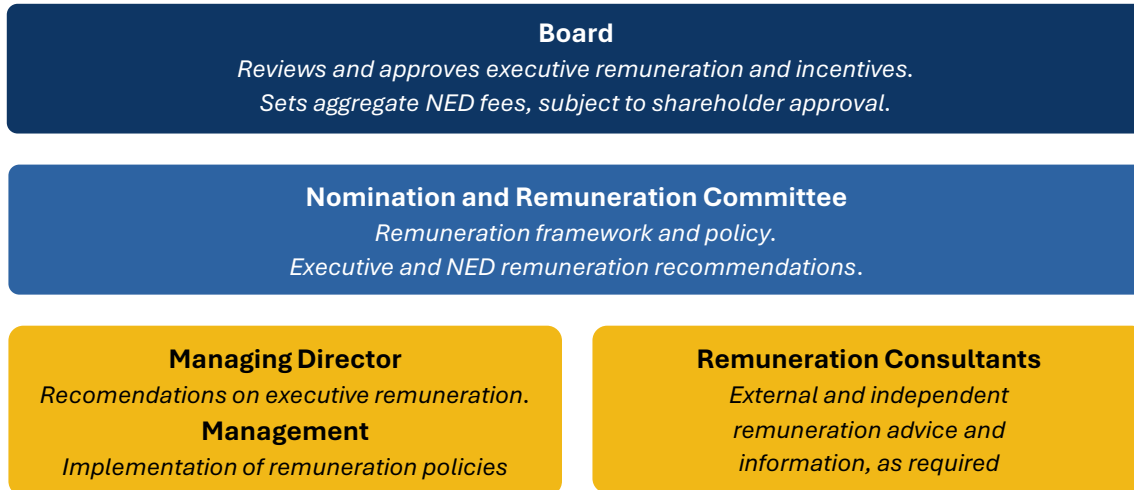 Board
Reviews and approves executive remuneration and incentives.
Sets aggregate NED fees, subject to shareholder approval.
Nomination and Remuneration Committee
Remuneration framework and policy.
Executive and NED remuneration recommendations.
Managing Director
Recomendations on executive remuneration.
Management
Implementation of remuneration policies
Remuneration Consultants
External and independent
remuneration advice and
information, as required